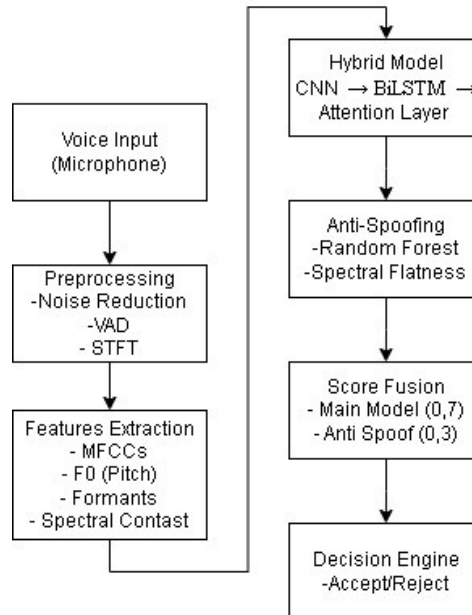 Voice Input
(Microphone)
Preprocessing
-Noise Reduction
-VAD
- STFT
Features Extraction
- MFCCs
- F0 (Pitch)
- Formants
- Spectral Contast
Hybrid Model
CNN → BiLSTM →
Attention Layer
Anti-Spoofing
-Random Forest
-Spectral Flatness
Score Fusion
- Main Model (0,7)
- Anti Spoof (0,3)
Decision Engine
-Accept/Reject